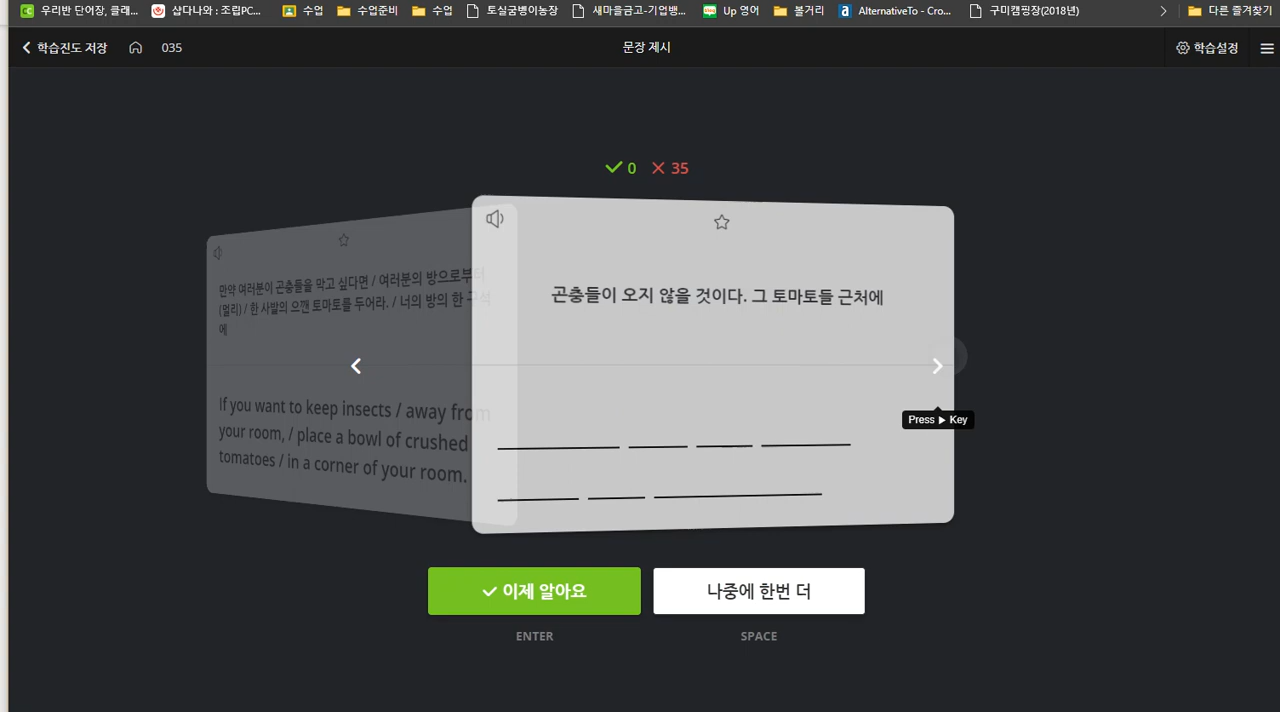 우리반 단어장, 클래... 샵다나와 : 조립PC... 수업 수업준비 수업 토실굼벵이농장 새마을금고-기업뱅... Up 영어 볼거리 AlternativeTo - Cro... 구미캠핑장(2018년) 다른 즐겨찾기
학습진도 저장 035 문장 제시 학습설정
0 35
만약 여러분이 곤충들을 막고 싶다면 / 여러분의 방으로부터
(멀리) / 한 사발의 으깬 토마토를 두어라. / 너의 방의 한 구석
에
If you want to keep insects / away from
your room, / place a bowl of crushed
tomatoes / in a corner of your room.
곤충들이 오지 않을 것이다. 그 토마토들 근처에
Press ▶ Key
이제 알아요 나중에 한번 더
ENTER SPACE